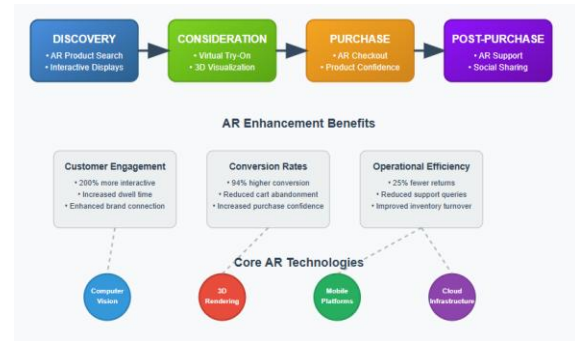 DISCOVERY
• AR Product Search
• Interactive Displays
CONSIDERATION
• Virtual Try-On
• 3D Visualization
PURCHASE
• AR Checkout
• Product Confidence
POST-PURCHASE
• AR Support
• Social Sharing
AR Enhancement Benefits
Customer Engagement
• 200% more interactive
• Increased dwell time
• Enhanced brand connection
Conversion Rates
• 94% higher conversion
• Reduced cart abandonment
• Increased purchase confidence
Operational Efficiency
• 25% fewer returns
• Reduced support queries
• Improved inventory turnover
Core AR Technologies
Computer
Vision
3D
Rendering
Mobile
Platforms
Cloud
Infrastructure